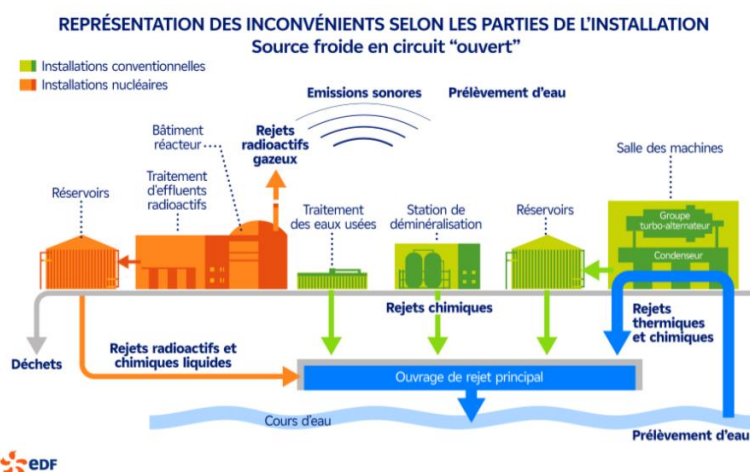 REPRÉSENTATION DES INCONVÉNIENTS SELON LES PARTIES DE L'INSTALLATION
Source froide en circuit "ouvert"
Installations conventionnelles
Installations nucléaires
Emissions sonores
Prélèvement d'eau
Bâtiment
réacteur
Rejets
radioactifs
gazeux
Salle des machines
Réservoirs
Traitement
d'effluents
radioactifs
Traitement
des eaux usées
Station de
déminéralisation
Réservoirs
Groupe
turbo-alternateur
Condenseur
Rejets chimiques
Rejets
thermiques
et chimiques
Déchets
Rejets radioactifs et
chimiques liquides
Ouvrage de rejet principal
Cours d'eau
Prélèvement d'eau
eDF